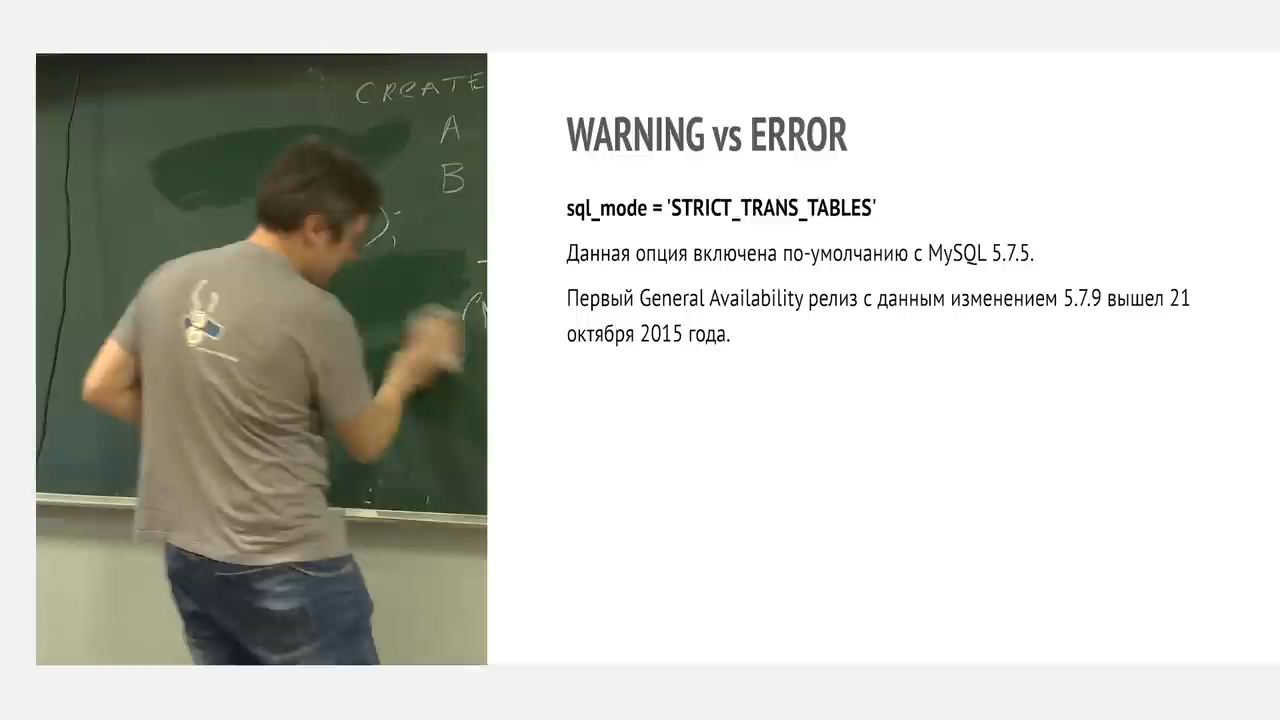 CREATE
A
B
);
WARNING vs ERROR
sql_mode = 'STRICT_TRANS_TABLES'
Данная опция включена по-умолчанию с MySQL 5.7.5.
Первый General Availability релиз с данным изменением 5.7.9 вышел 21
октября 2015 года.